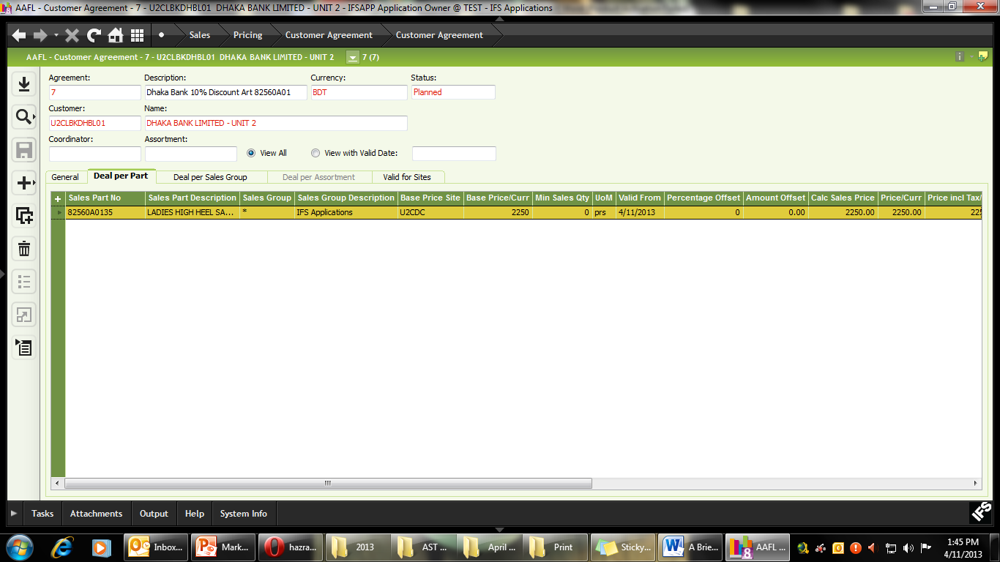 AAFL - Customer Agreement - 7 - U2CLBKDHBL01 DHAKA BANK LIMITED - UNIT 2 - IFSAPP Application Owner @ TEST - IFS Applications
Sales Pricing Customer Agreement Customer Agreement
AAFL - Customer Agreement - 7 - U2CLBKDHBL01 DHAKA BANK LIMITED - UNIT 2 7 (7)
Agreement: Description: Currency: Status:
7 Dhaka Bank 10% Discount Art 82560A01 BDT Planned
Customer: Name:
U2CLBKDHBL01 DHAKA BANK LIMITED - UNIT 2
Coordinator: Assortment:
View All View with Valid Date:
General Deal per Part Deal per Sales Group Deal per Assortment Valid for Sites
Sales Part No Sales Part Description Sales Group Sales Group Description Base Price Site Base Price/Curr Min Sales Qty UoM Valid From Percentage Offset Amount Offset Calc Sales Price Price/Curr Price incl Tax/
82560A0135 LADIES HIGH HEEL SA... * IFS Applications U2CDC 2250 0 prs 4/11/2013 0 0.00 2250.00 2250.00 225
Tasks Attachments Output Help System Info IFS
Inbox... Mark... hazra... 2013 AST ... April ... Print Sticky... A Brie... AAFL ... 1:45 PM
4/11/2013